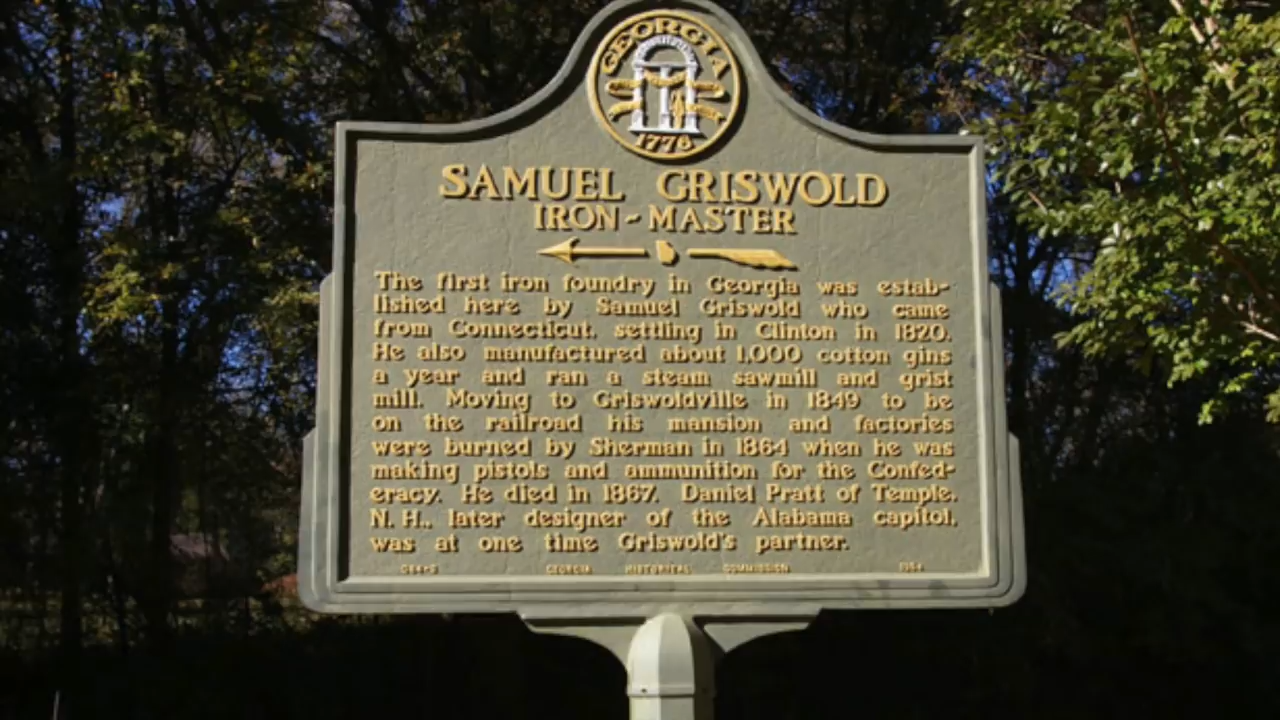 GEORGIA
1776
SAMUEL GRISWOLD
IRON-MASTER
The first iron foundry in Georgia was estab-
lished here by Samuel Griswold who came
from Connecticut, settling in Clinton in 1820.
He also manufactured about 1,000 cotton gins
a year and ran a steam sawmill and grist
mill. Moving to Griswoldville in 1849 to be
on the railroad his mansion and factories
were burned by Sherman in 1864 when he was
making pistols and ammunition for the Confed-
eracy. He died in 1867. Daniel Pratt of Temple,
N. H., later designer of the Alabama capitol,
was at one time Griswold's partner.
GEORGIA HISTORICAL COMMISSION 1954